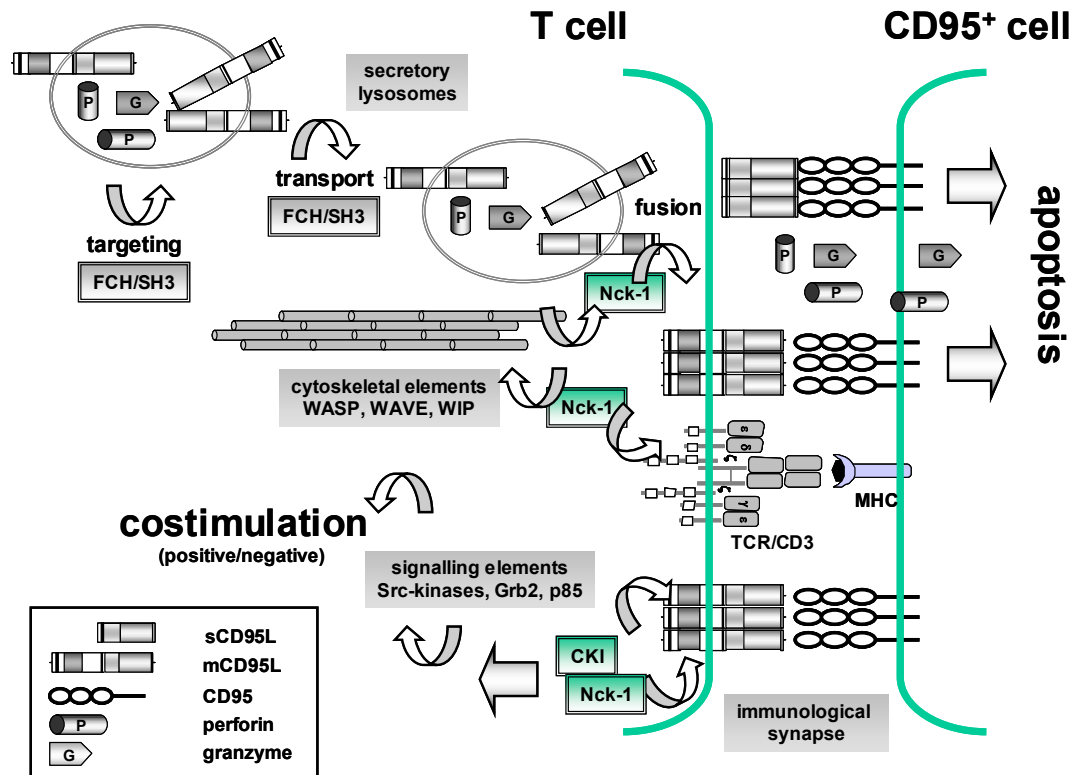 T cell
CD95+ cell
secretory
lysosomes
P
G
P
transport
FCH/SH3
targeting
FCH/SH3
P
G
fusion
Nck-1
P
G
G
P
P
apoptosis
cytoskeletal elements
WASP, WAVE, WIP
Nck-1
ε
δ
ζ
ζ
γ
ε
MHC
TCR/CD3
costimulation
(positive/negative)
signalling elements
Src-kinases, Grb2, p85
CKI
Nck-1
immunological
synapse
sCD95L
mCD95L
CD95
P
perforin
G
granzyme